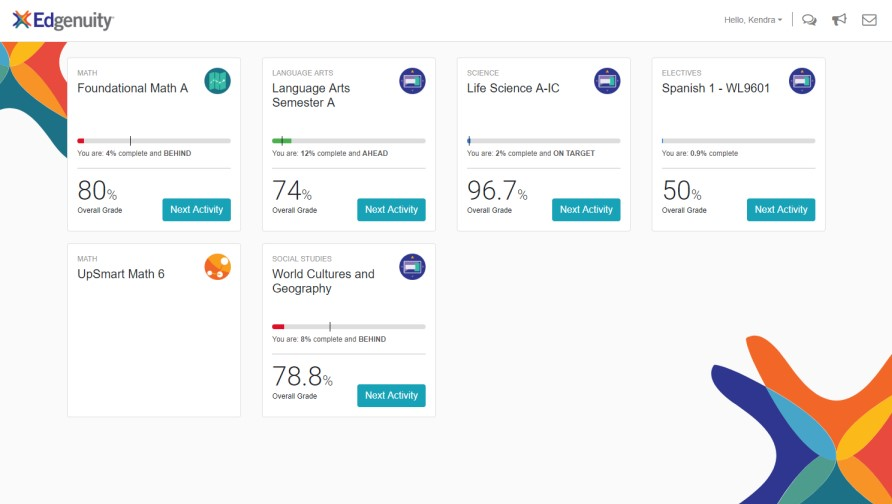 Edgenuity
Hello, Kendra
MATH
Foundational Math A
You are: 4% complete and BEHIND
80%
Overall Grade
Next Activity
LANGUAGE ARTS
Language Arts
Semester A
You are: 12% complete and AHEAD
74%
Overall Grade
Next Activity
SCIENCE
Life Science A-IC
You are: 2% complete and ON TARGET
96.7%
Overall Grade
Next Activity
ELECTIVES
Spanish 1 - WL9601
You are: 0.9% complete
50%
Overall Grade
Next Activity
MATH
UpSmart Math 6
SOCIAL STUDIES
World Cultures and
Geography
You are: 8% complete and BEHIND
78.8%
Overall Grade
Next Activity